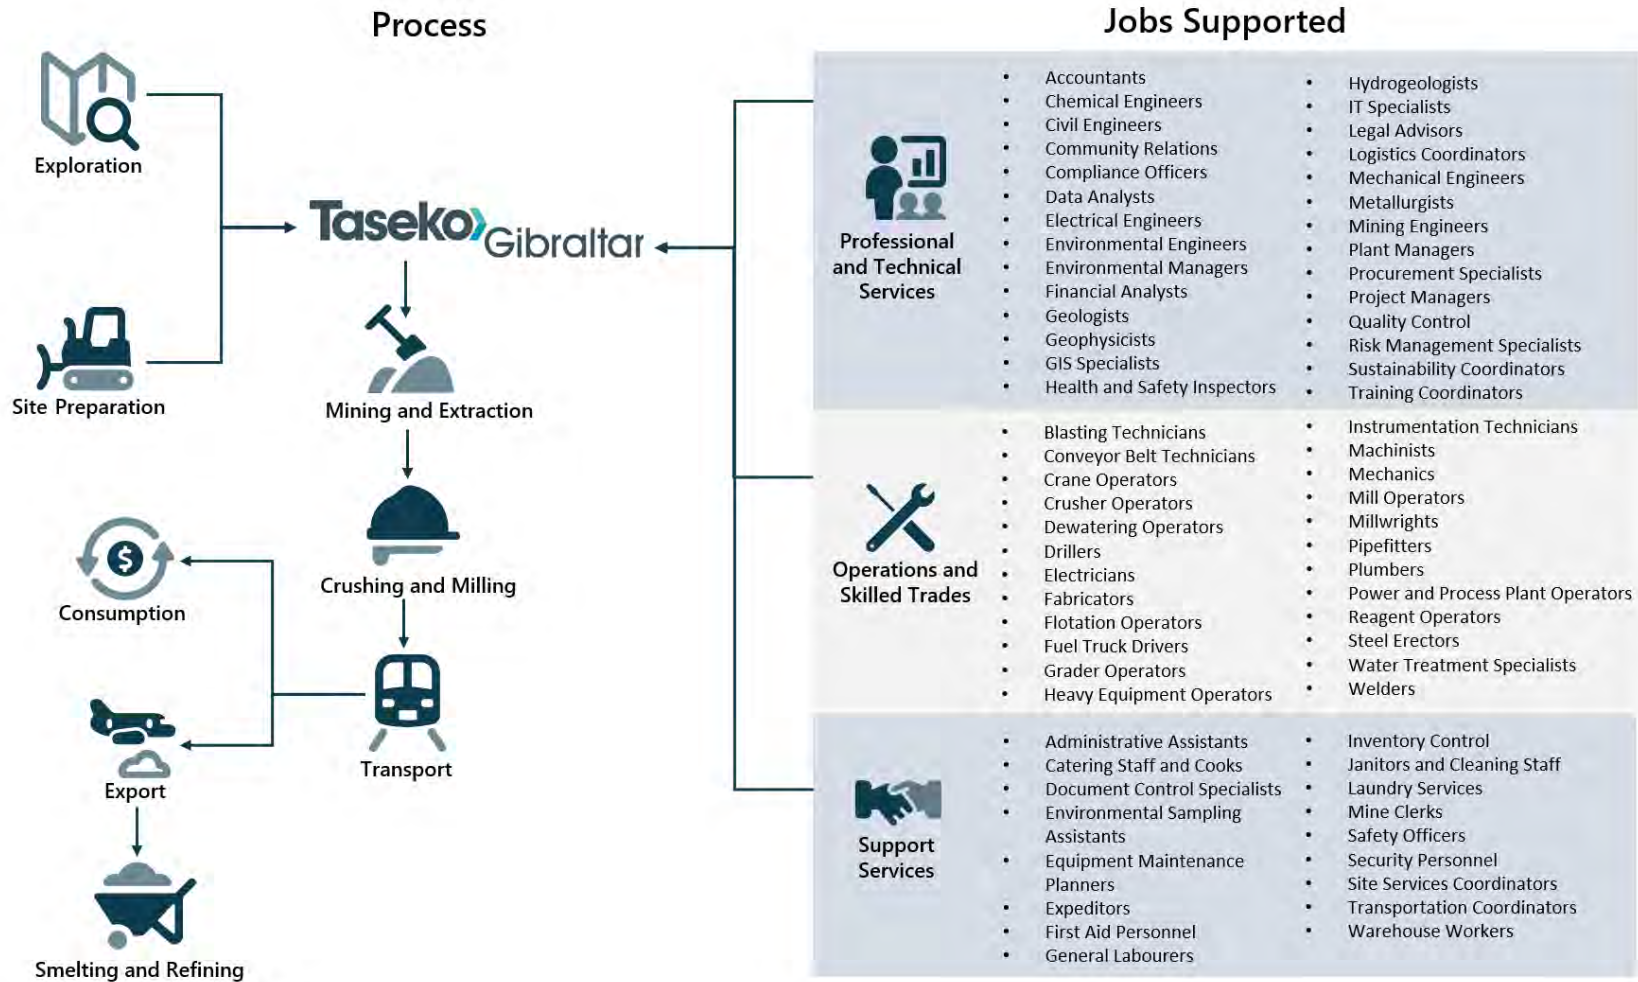 Process
Exploration
Site Preparation
Taseko Gibraltar
Mining and Extraction
Crushing and Milling
Transport
Consumption
$
Export
Smelting and Refining
Jobs Supported
Professional
and Technical
Services
• Accountants
• Chemical Engineers
• Civil Engineers
• Community Relations
• Compliance Officers
• Data Analysts
• Electrical Engineers
• Environmental Engineers
• Environmental Managers
• Financial Analysts
• Geologists
• Geophysicists
• GIS Specialists
• Health and Safety Inspectors
• Hydrogeologists
• IT Specialists
• Legal Advisors
• Logistics Coordinators
• Mechanical Engineers
• Metallurgists
• Mining Engineers
• Plant Managers
• Procurement Specialists
• Project Managers
• Quality Control
• Risk Management Specialists
• Sustainability Coordinators
• Training Coordinators
Operations and
Skilled Trades
• Blasting Technicians
• Conveyor Belt Technicians
• Crane Operators
• Crusher Operators
• Dewatering Operators
• Drillers
• Electricians
• Fabricators
• Flotation Operators
• Fuel Truck Drivers
• Grader Operators
• Heavy Equipment Operators
• Instrumentation Technicians
• Machinists
• Mechanics
• Mill Operators
• Millwrights
• Pipefitters
• Plumbers
• Power and Process Plant Operators
• Reagent Operators
• Steel Erectors
• Water Treatment Specialists
• Welders
Support
Services
• Administrative Assistants
• Catering Staff and Cooks
• Document Control Specialists
• Environmental Sampling
Assistants
• Equipment Maintenance
Planners
• Expeditors
• First Aid Personnel
• General Labourers
• Inventory Control
• Janitors and Cleaning Staff
• Laundry Services
• Mine Clerks
• Safety Officers
• Security Personnel
• Site Services Coordinators
• Transportation Coordinators
• Warehouse Workers